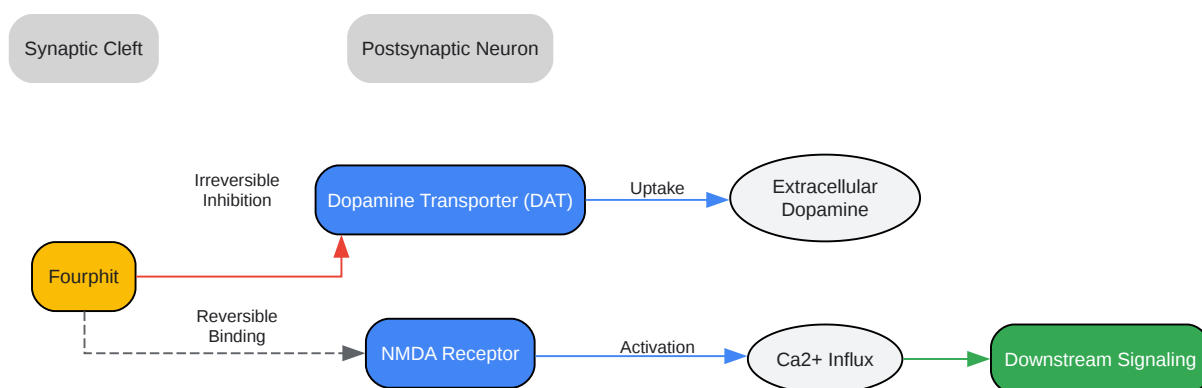 Synaptic Cleft
Postsynaptic Neuron
Irreversible
Inhibition
Dopamine Transporter (DAT)
Uptake
Extracellular
Dopamine
Fourphit
Reversible
Binding
NMDA Receptor
Activation
Ca2+ Influx
Downstream Signaling